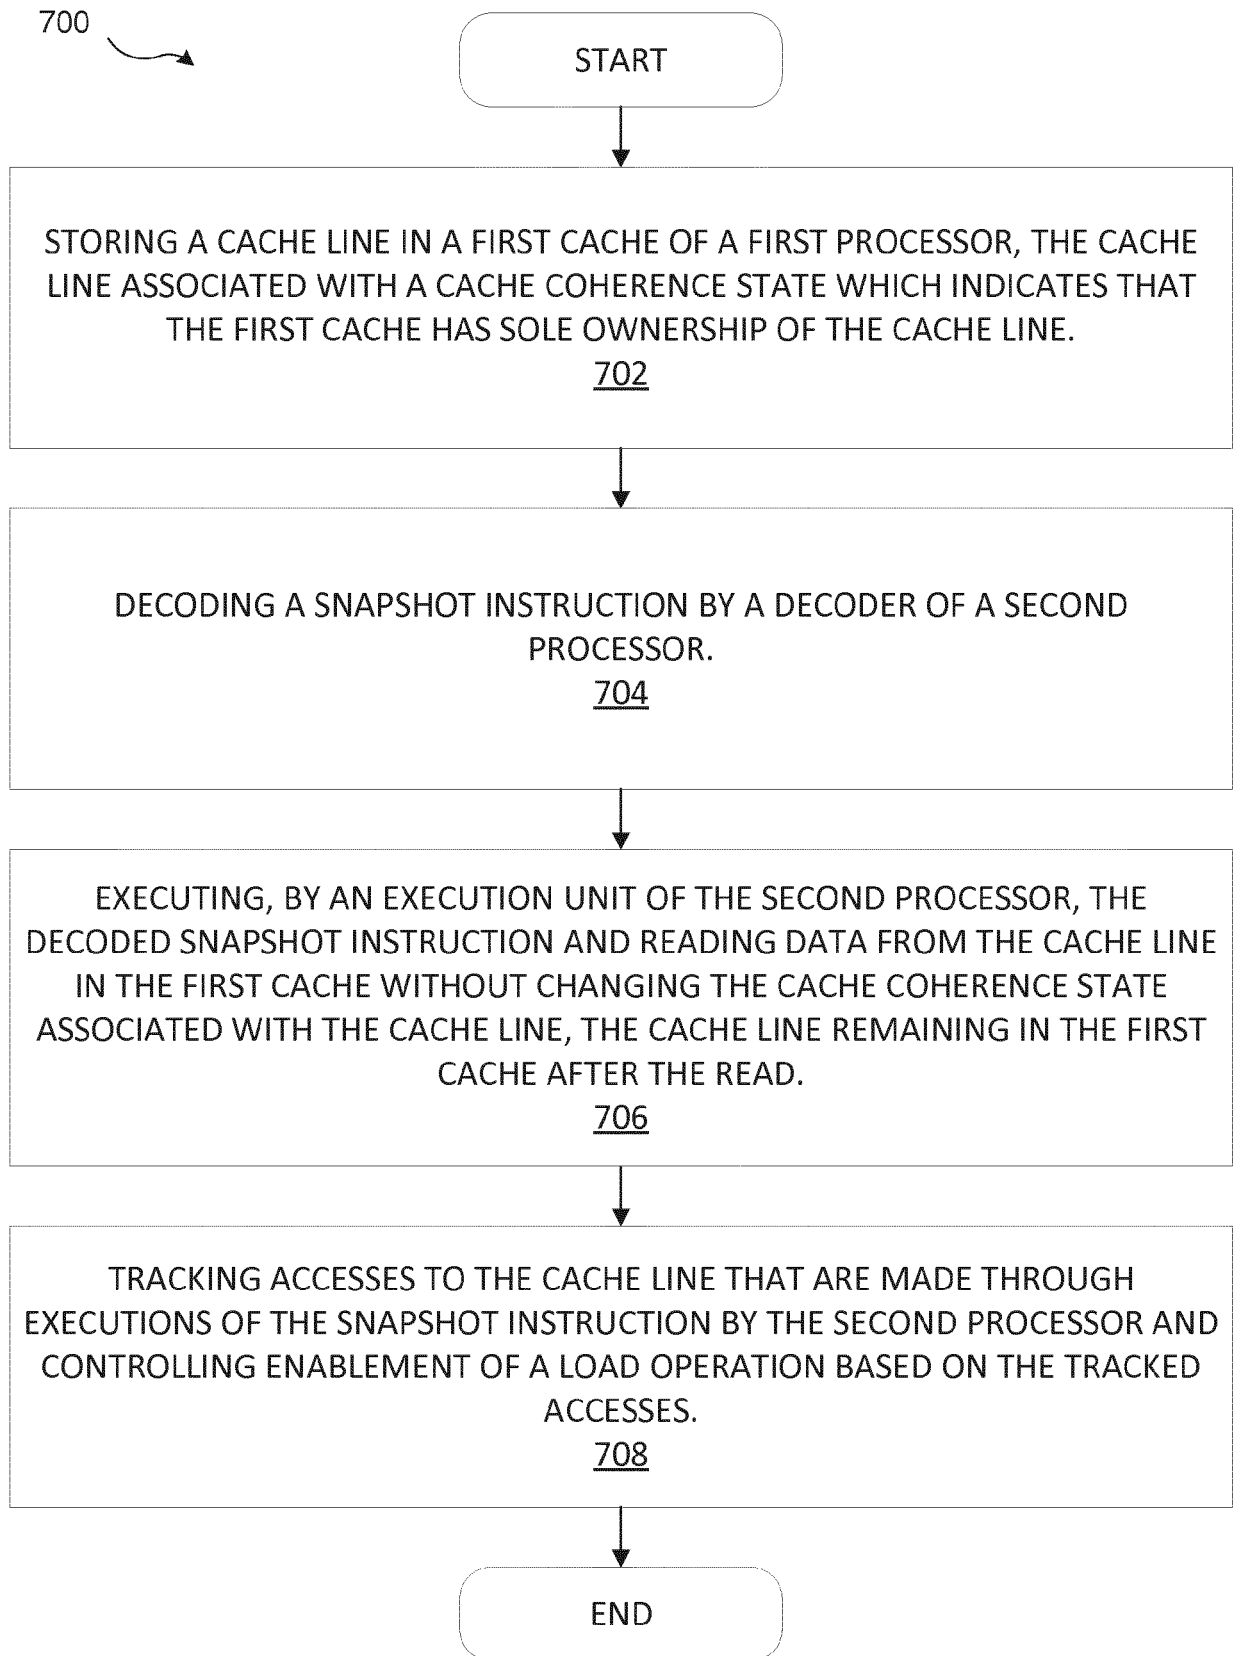 700
START
STORING A CACHE LINE IN A FIRST CACHE OF A FIRST PROCESSOR, THE CACHE
LINE ASSOCIATED WITH A CACHE COHERENCE STATE WHICH INDICATES THAT
THE FIRST CACHE HAS SOLE OWNERSHIP OF THE CACHE LINE.
702
DECODING A SNAPSHOT INSTRUCTION BY A DECODER OF A SECOND
PROCESSOR.
704
EXECUTING, BY AN EXECUTION UNIT OF THE SECOND PROCESSOR, THE
DECODED SNAPSHOT INSTRUCTION AND READING DATA FROM THE CACHE LINE
IN THE FIRST CACHE WITHOUT CHANGING THE CACHE COHERENCE STATE
ASSOCIATED WITH THE CACHE LINE, THE CACHE LINE REMAINING IN THE FIRST
CACHE AFTER THE READ.
706
TRACKING ACCESSES TO THE CACHE LINE THAT ARE MADE THROUGH
EXECUTIONS OF THE SNAPSHOT INSTRUCTION BY THE SECOND PROCESSOR AND
CONTROLLING ENABLEMENT OF A LOAD OPERATION BASED ON THE TRACKED
ACCESSES.
708
END